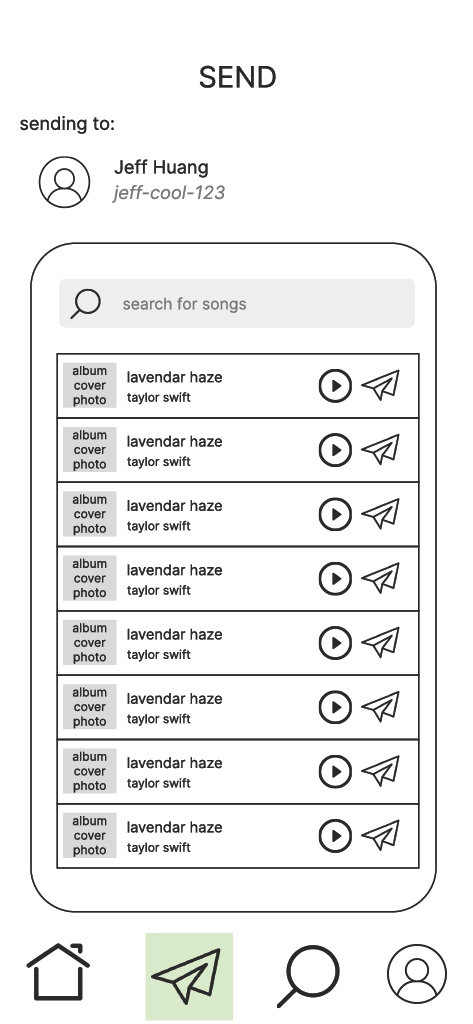 SEND
sending to:
Jeff Huang
jeff-cool-123
search for songs
album
cover
photo
lavendar haze
taylor swift
album
cover
photo
lavendar haze
taylor swift
album
cover
photo
lavendar haze
taylor swift
album
cover
photo
lavendar haze
taylor swift
album
cover
photo
lavendar haze
taylor swift
album
cover
photo
lavendar haze
taylor swift
album
cover
photo
lavendar haze
taylor swift
album
cover
photo
lavendar haze
taylor swift